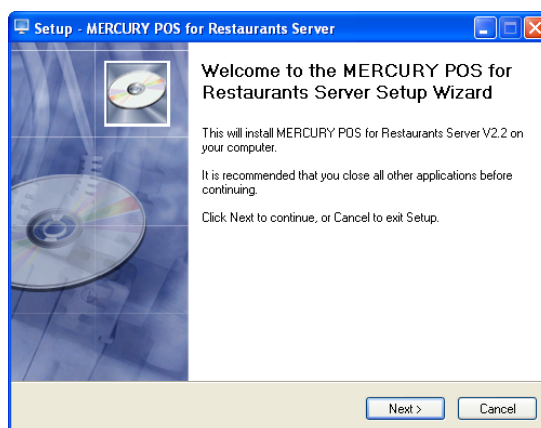 Setup - MERCURY POS for Restaurants Server
Welcome to the MERCURY POS for
Restaurants Server Setup Wizard
This will install MERCURY POS for Restaurants Server V2.2 on
your computer.
It is recommended that you close all other applications before
continuing.
Click Next to continue, or Cancel to exit Setup.
Next >
Cancel